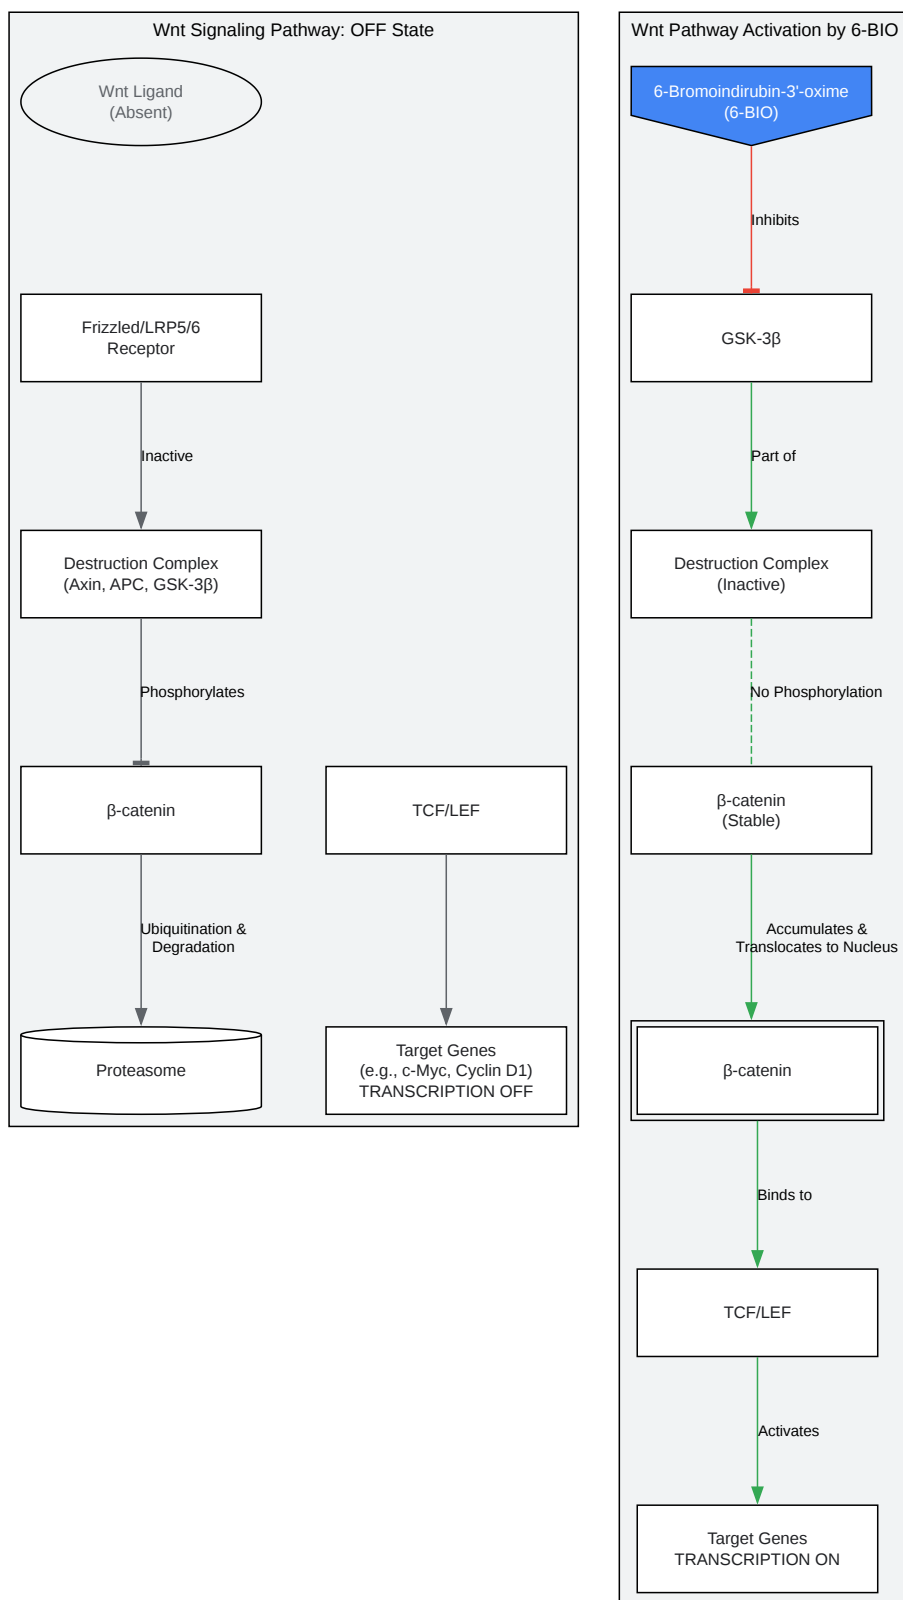 Wnt Signaling Pathway: OFF State
Wnt Ligand
(Absent)
Frizzled/LRP5/6
Receptor
Inactive
Destruction Complex
(Axin, APC, GSK-3β)
Phosphorylates
β-catenin
Ubiquitination &
Degradation
Proteasome
TCF/LEF
Target Genes
(e.g., c-Myc, Cyclin D1)
TRANSCRIPTION OFF
Wnt Pathway Activation by 6-BIO
6-Bromoindirubin-3'-oxime
(6-BIO)
Inhibits
GSK-3β
Part of
Destruction Complex
(Inactive)
No Phosphorylation
β-catenin
(Stable)
Accumulates &
Translocates to Nucleus
β-catenin
Binds to
TCF/LEF
Activates
Target Genes
TRANSCRIPTION ON